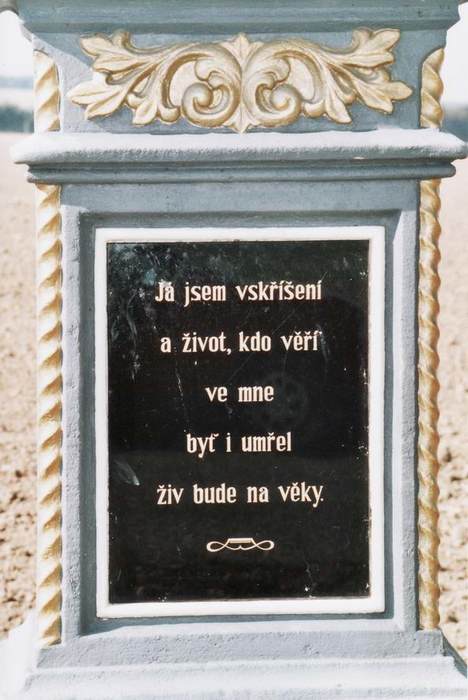 Já jsem vskříšení
a život, kdo věří
ve mne
byť i umřel
živ bude na věky.